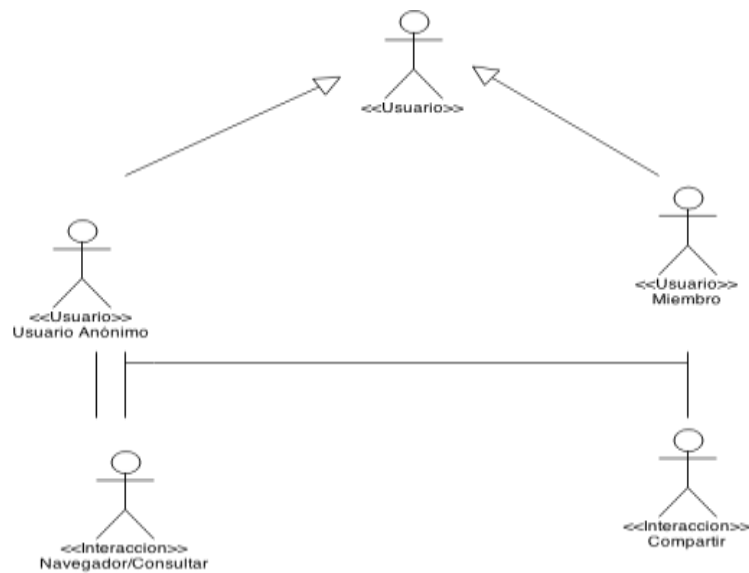 <<Usuario>>
<<Usuario>>
Miembro
<<Usuario>>
Usuario Anónimo
<<Interaccion>>
Compartir
<<Interaccion>>
Navegador/Consultar